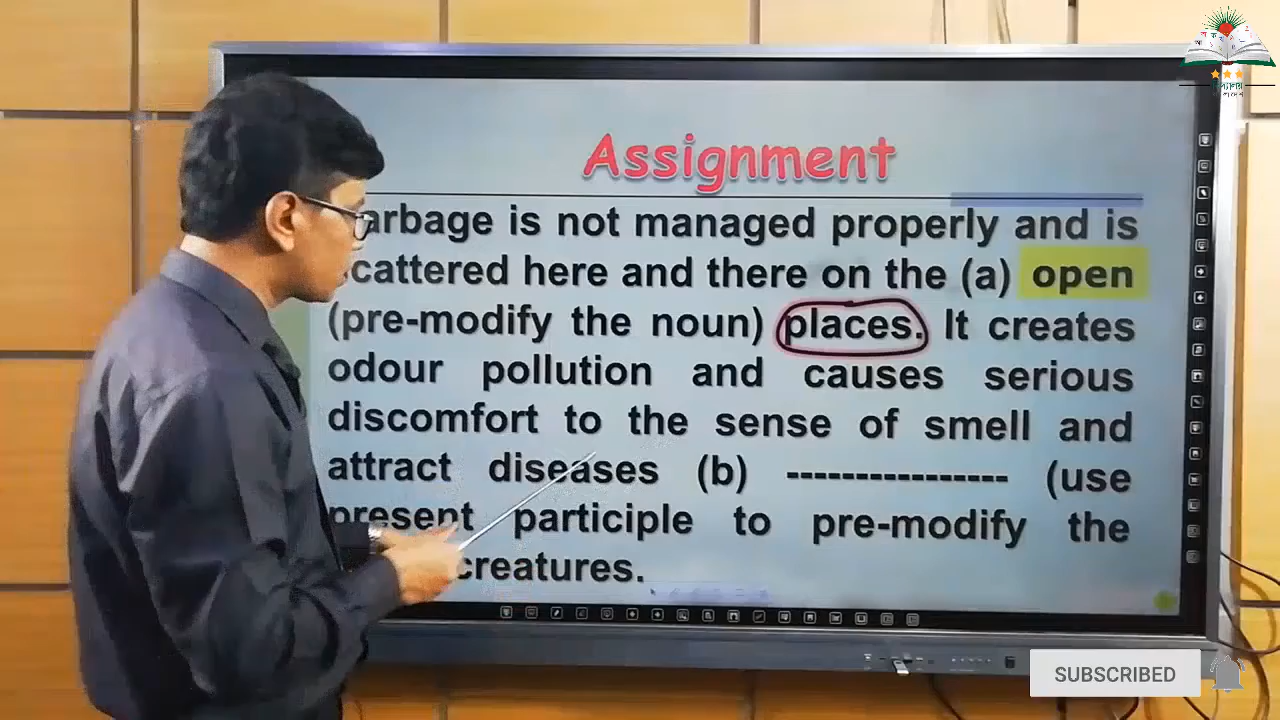 Assignment
arbage is not managed properly and is
cattered here and there on the (a) open
(pre-modify the noun) places. It creates
odour pollution and causes serious
discomfort to the sense of smell and
attract diseases (b) ---------------- (use
present participle to pre-modify the
creatures.
SUBSCRIBED